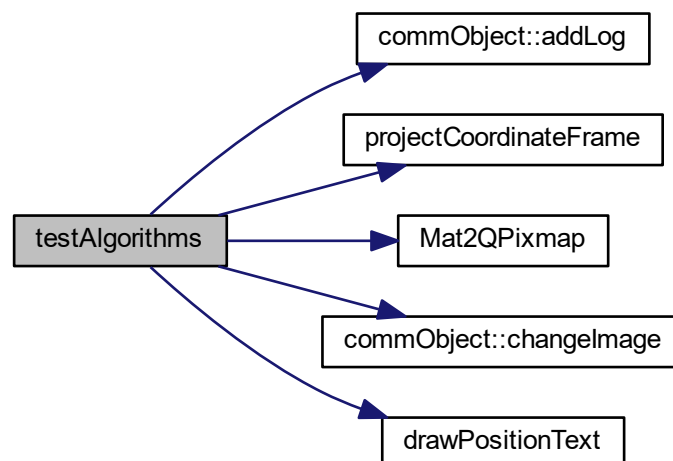 commObject::addLog
projectCoordinateFrame
testAlgorithms
Mat2QPixmap
commObject::changeImage
drawPositionText